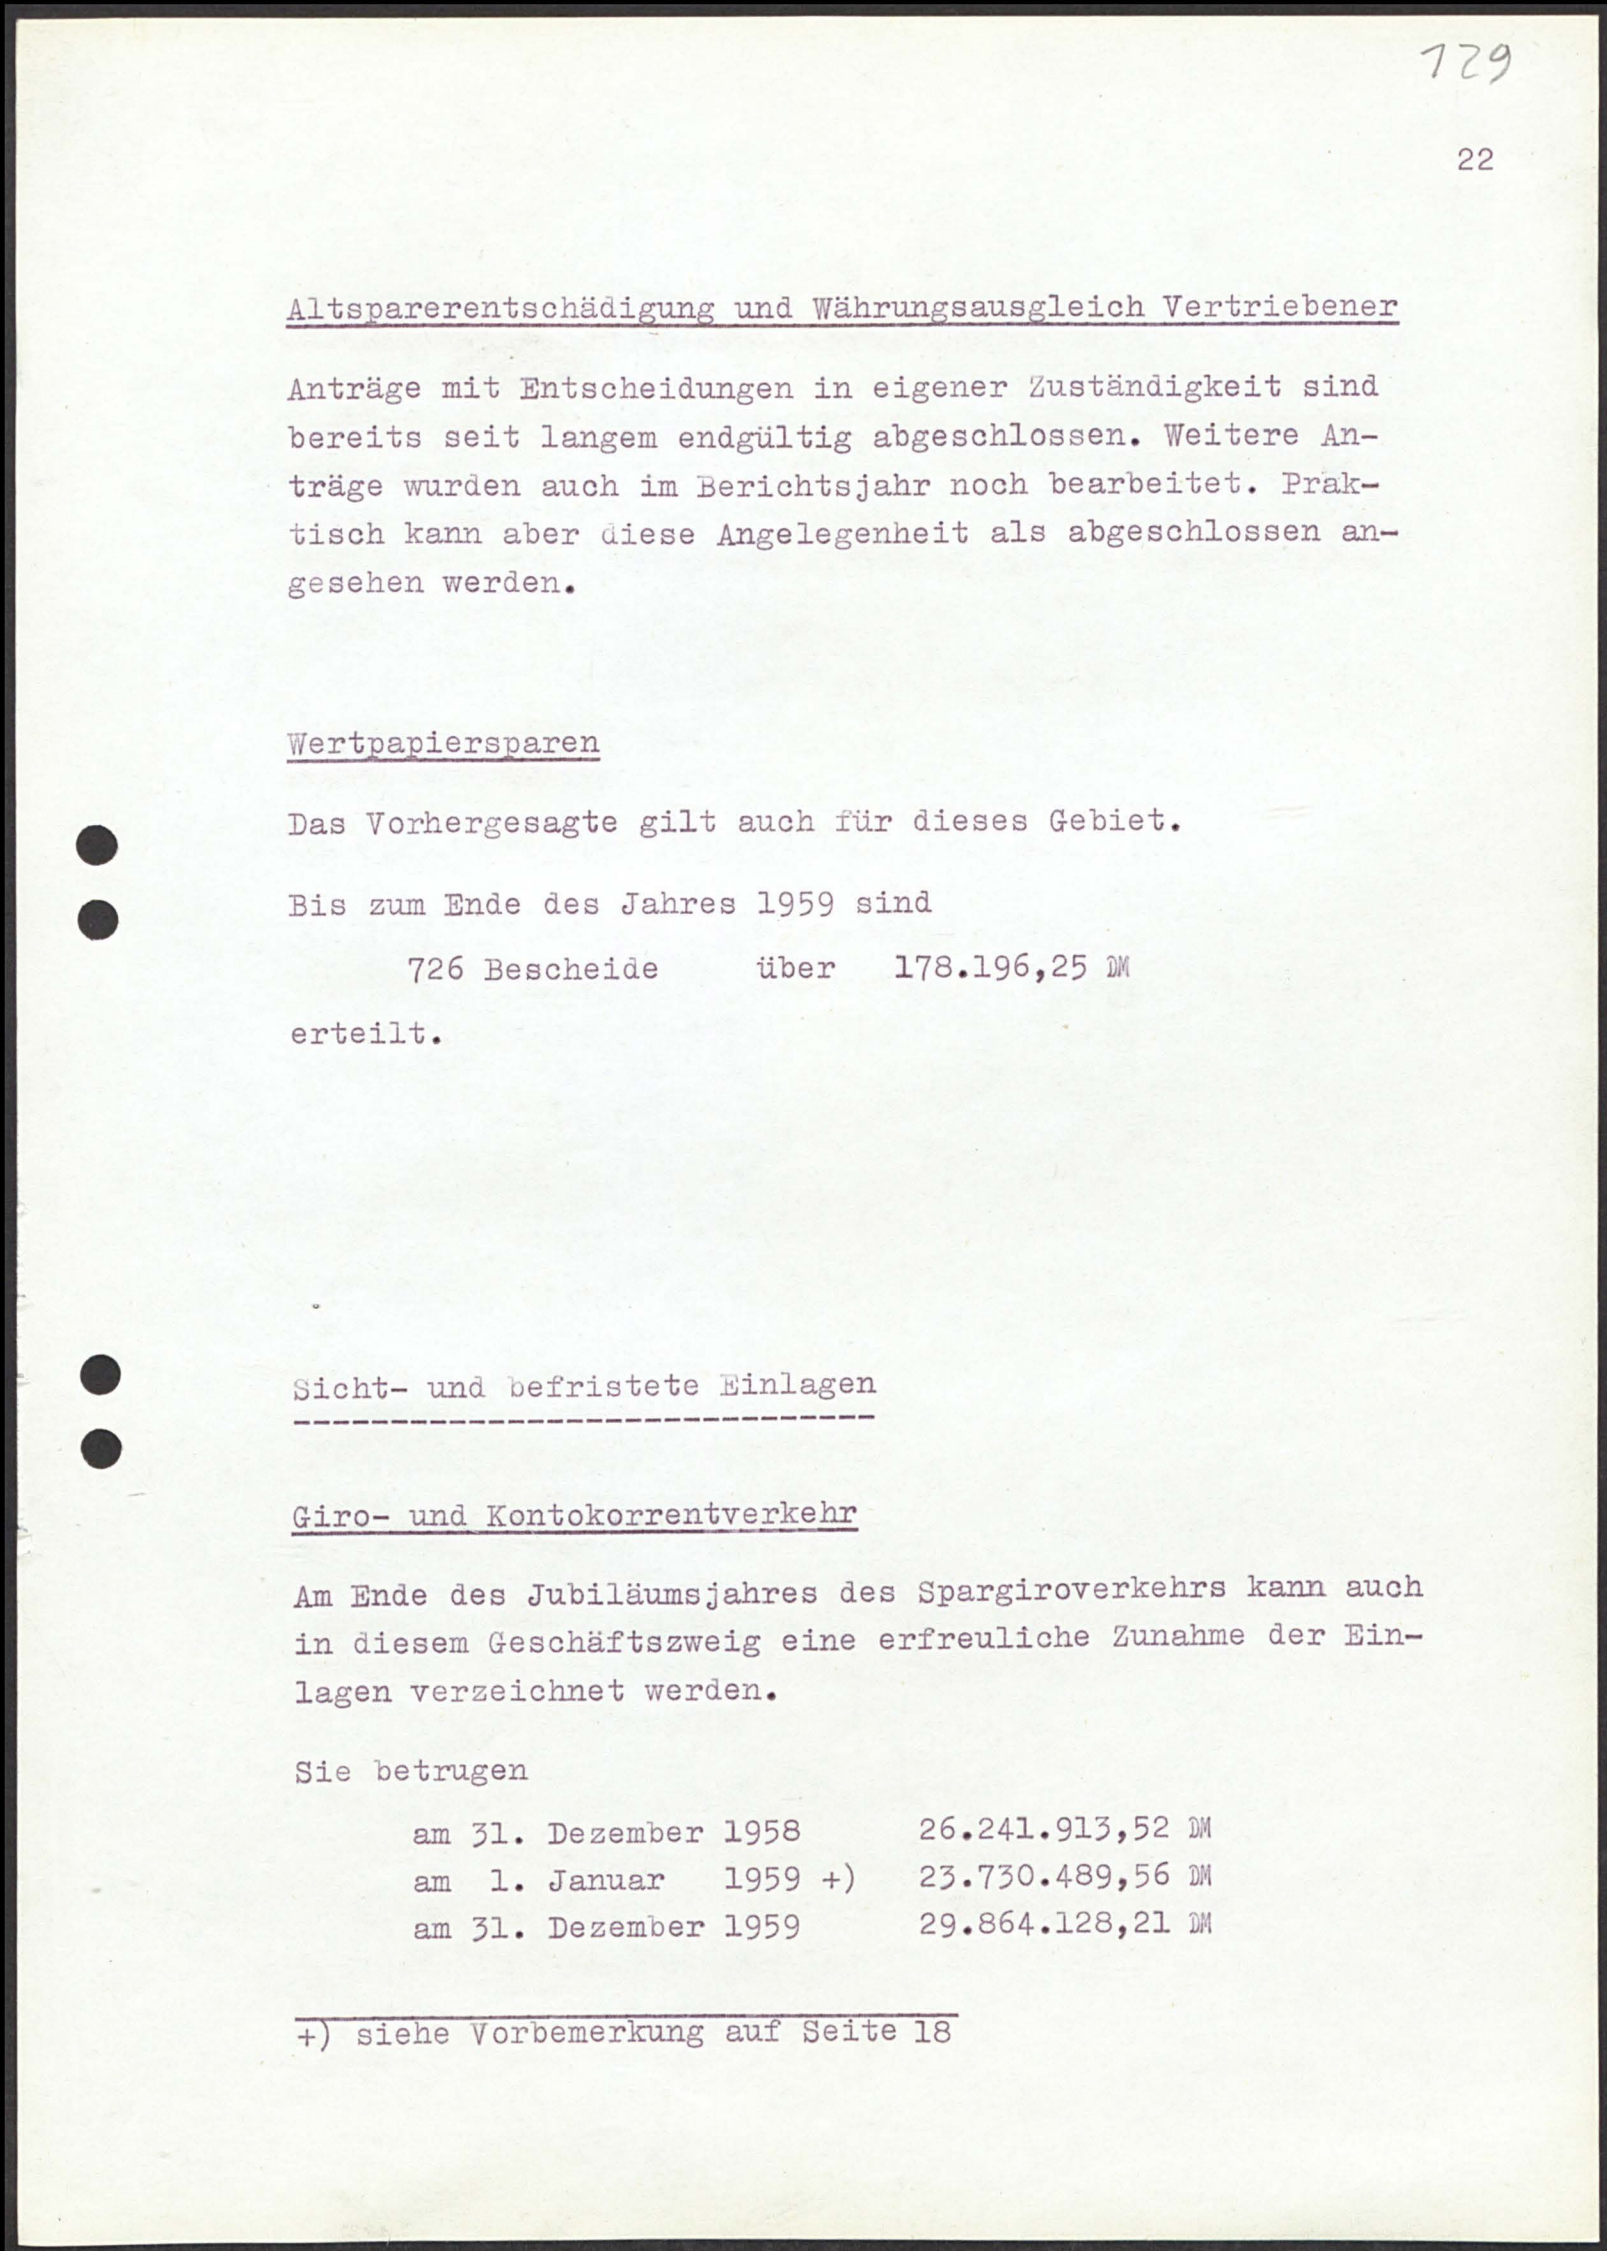 129
22
Altsparerentschädigung und Währungsausgleich Vertriebener
Anträge mit Entscheidungen in eigener Zuständigkeit sind
bereits seit langem endgültig abgeschlossen. Weitere An-
träge wurden auch im Berichtsjahr noch bearbeitet. Prak-
tisch kann aber diese Angelegenheit als abgeschlossen an-
gesehen werden.
Wertpapiersparen
Das Vorhergesagte gilt auch für dieses Gebiet.
Bis zum Ende des Jahres 1959 sind
726 Bescheide über 178.196,25 DM
erteilt.
Sicht- und befristete Einlagen
------------------------------
Giro- und Kontokorrentverkehr
Am Ende des Jubiläumsjahres des Spargiroverkehrs kann auch
in diesem Geschäftszweig eine erfreuliche Zunahme der Ein-
lagen verzeichnet werden.
Sie betrugen
am 31. Dezember 1958 26.241.913,52 DM
am 1. Januar 1959 +) 23.730.489,56 DM
am 31. Dezember 1959 29.864.128,21 DM
+) siehe Vorbemerkung auf Seite 18